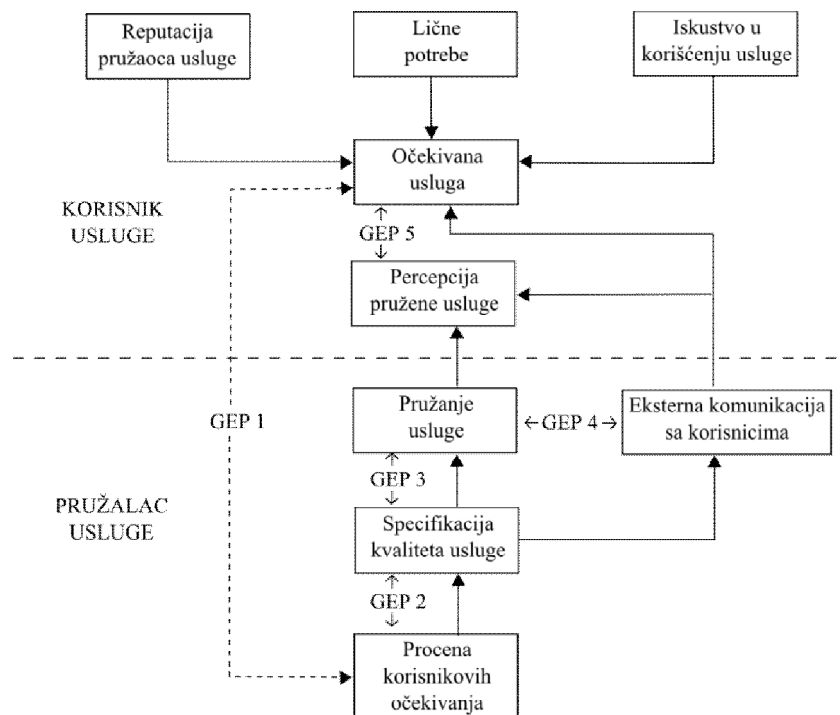 Reputacija
pružaoca usluge
Lične
potrebe
Iskustvo u
korišćenju usluge
Očekivana
usluga
KORISNIK
USLUGE
GEP 5
Percepcija
pružene usluge
GEP 1
Pružanje
usluge
GEP 4
Eksterna komunikacija
sa korisnicima
GEP 3
PRUŽALAC
USLUGE
Specifikacija
kvaliteta usluge
GEP 2
Procena
korisnikovih
očekivanja